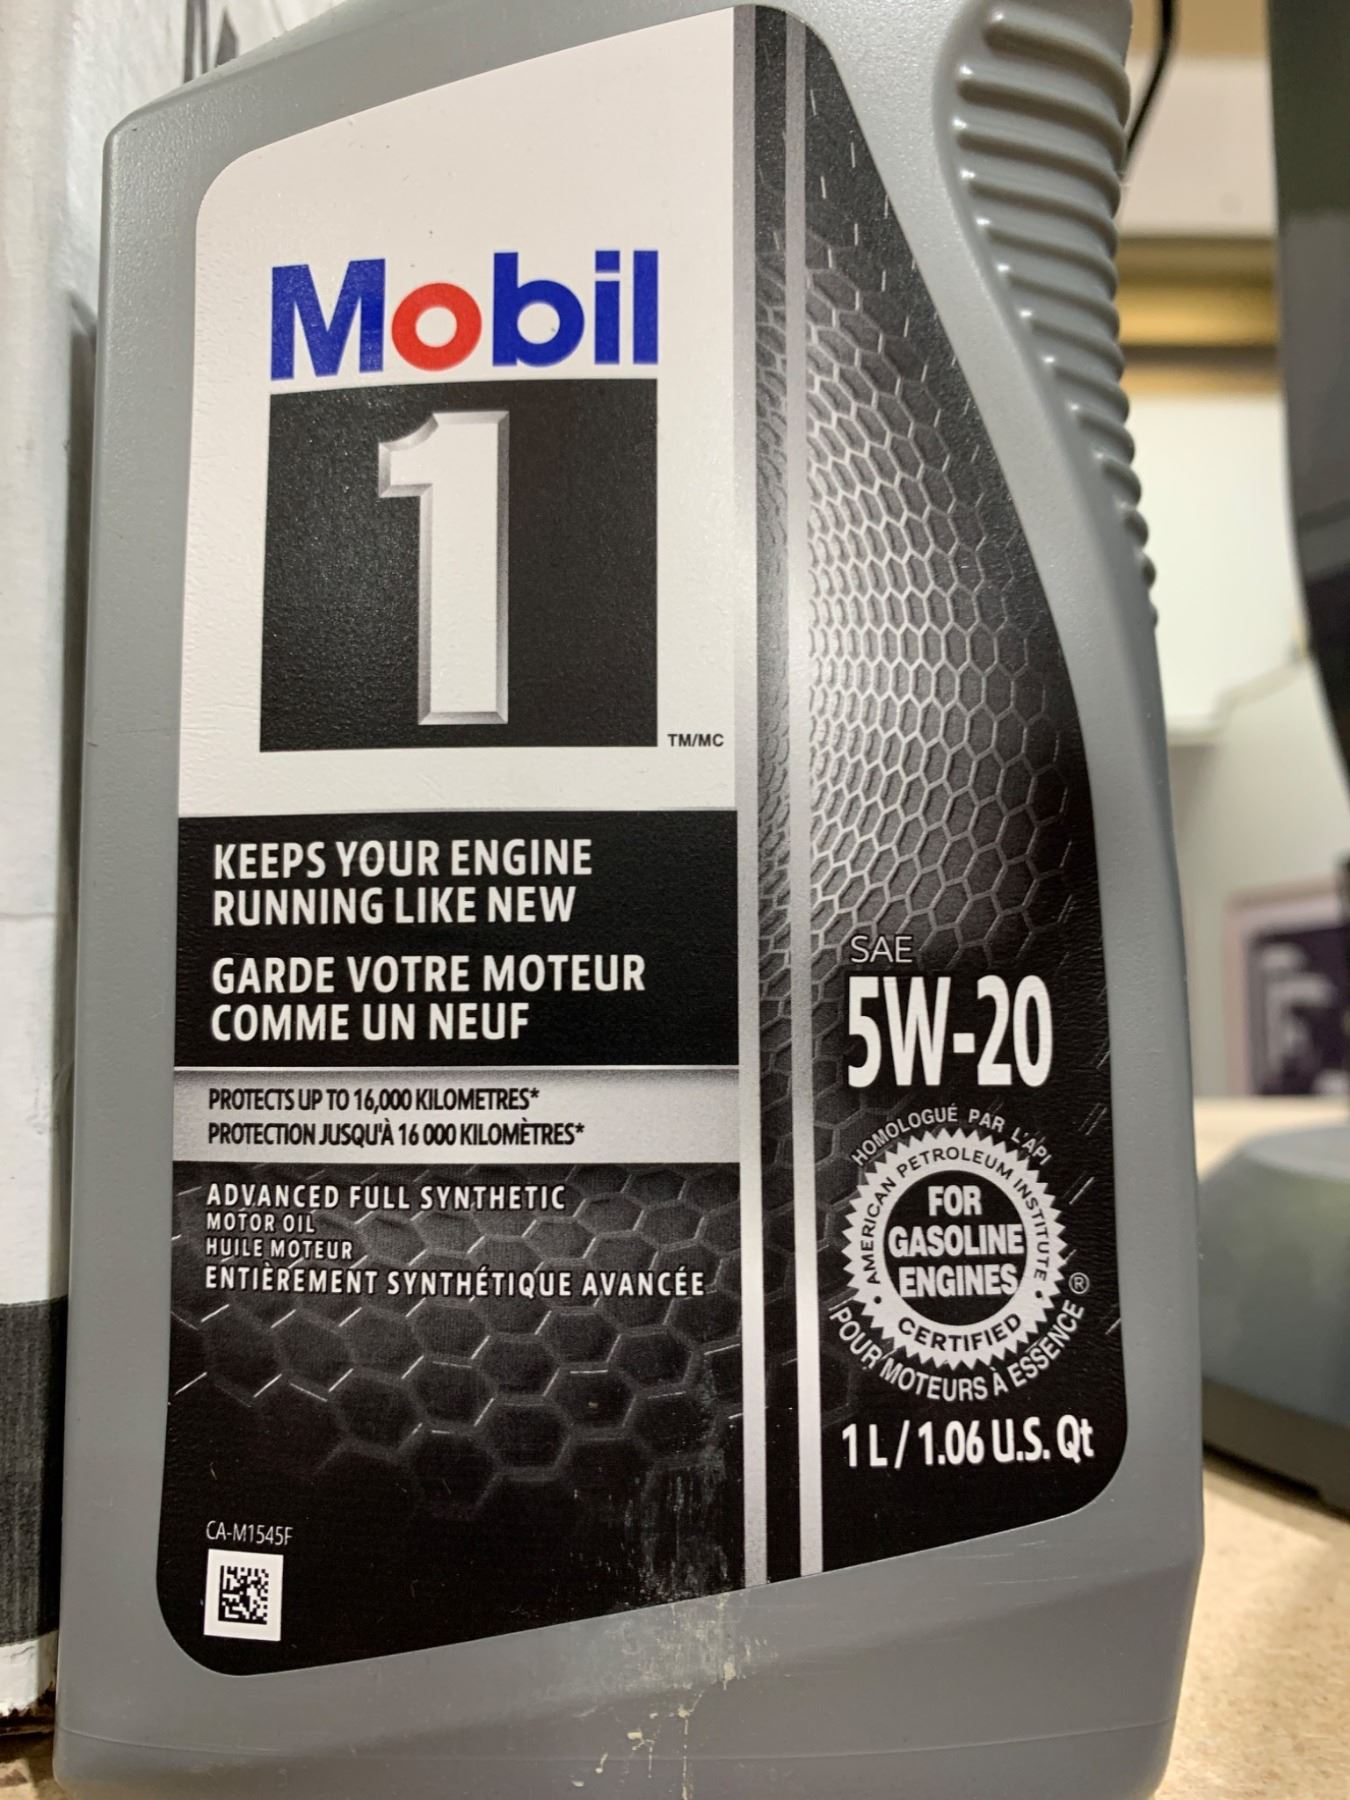 Mobil
1
TM/MC
KEEPS YOUR ENGINE
RUNNING LIKE NEW
GARDE VOTRE MOTEUR
COMME UN NEUF
PROTECTS UP TO 16,000 KILOMETRES*
PROTECTION JUSQU'À 16 000 KILOMÈTRES*
ADVANCED FULL SYNTHETIC
MOTOR OIL
HUILE MOTEUR
ENTIÈREMENT SYNTHÉTIQUE AVANCÉE
CA-M1545F
SAE
5W-20
HOMOLOGUÉ PAR L'API
AMERICAN PETROLEUM INSTITUTE
FOR
GASOLINE
ENGINES
CERTIFIED
®
POUR MOTEURS À ESSENCE
1 L / 1.06 U.S. Qt